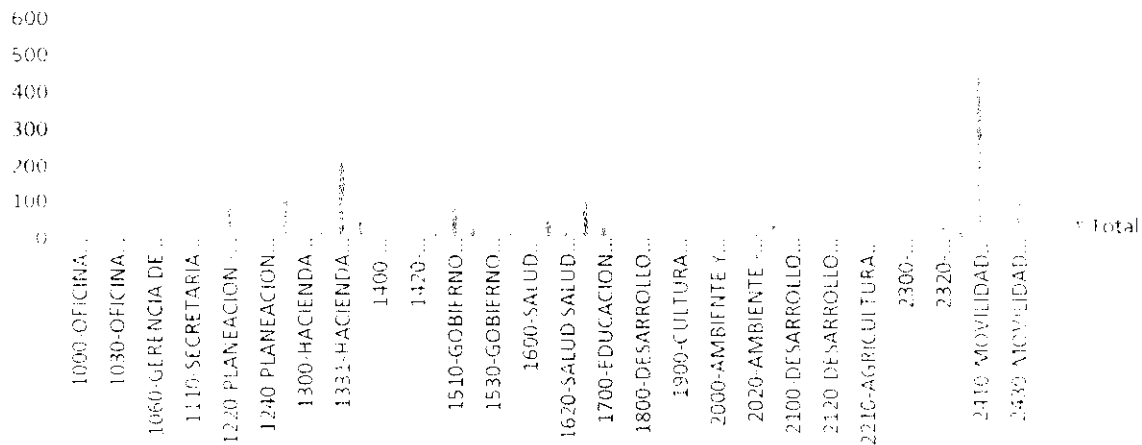 600
500
400
300
200
100
0
1000-OFICINA...
1030-OFICINA...
1060-GERENCIA DE...
1110-SECRETARIA...
1220 PLANEACION -...
1240 PLANEACION...
1300-HACIENDA...
1331-HACIENDA...
1400-...
1420-...
1510-GOBIERNO...
1530-GOBIERNO...
1600-SALUD...
1620-SALUD SALUD...
1700-EDUCACION...
1800-DESARROLLO...
1900-CULTURA...
2000-AMBIENTE Y...
2020-AMBIENTE -...
2100-DESARROLLO...
2120 DESARROLLO...
2210-AGRICULTURA...
2300-...
2320-...
2410 MOVILIDAD...
2430 MOVILIDAD...
Total